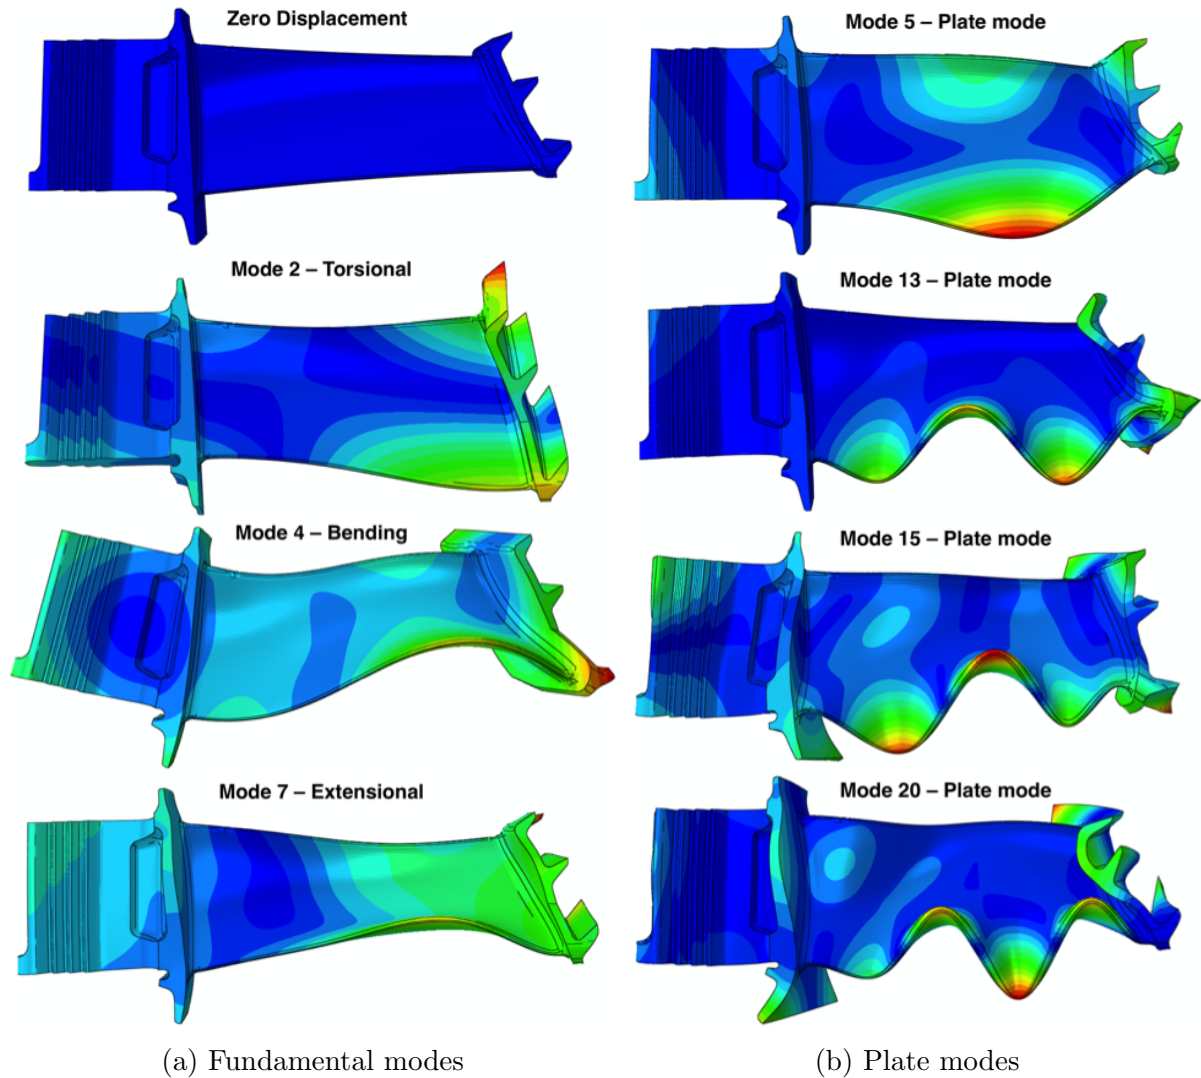 Zero Displacement
Mode 2 – Torsional
Mode 4 – Bending
Mode 7 – Extensional
(a) Fundamental modes
Mode 5 – Plate mode
Mode 13 – Plate mode
Mode 15 – Plate mode
Mode 20 – Plate mode
(b) Plate modes